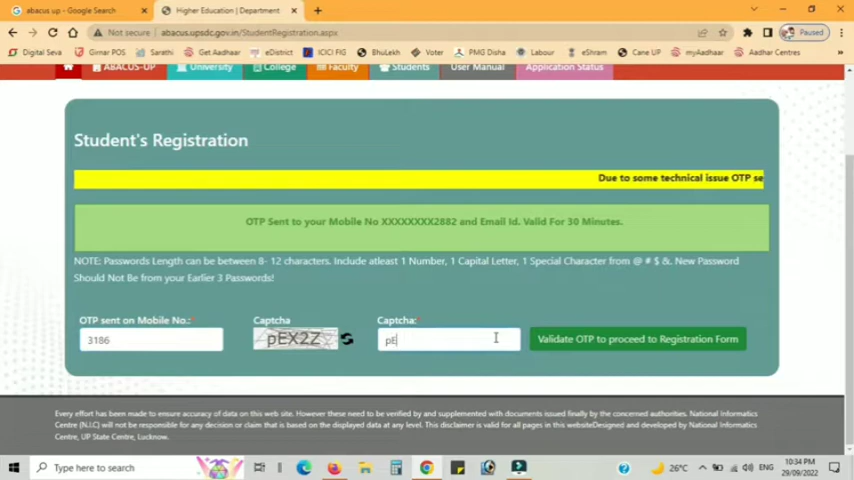 abacus up - Google Search
Higher Education | Department
Not secure | abacus.upsdc.gov.in/StudentRegistration.aspx
Paused
Digital Seva
Girnar POS
Sarathi
Get Aadhaar
eDistrict
ICICI FIG
BhuLekh
Voter
PMG Disha
Labour
eShram
Cane UP
myAadhaar
Aadhar Centres
ABACUS-UP
University
College
Faculty
Students
User Manual
Application Status
Student's Registration
Due to some technical issue OTP se
OTP Sent to your Mobile No XXXXXXXX2882 and Email Id. Valid For 30 Minutes.
NOTE: Passwords Length can be between 8- 12 characters. Include atleast 1 Number, 1 Capital Letter, 1 Special Character from @ # $ &. New Password
Should Not Be from your Earlier 3 Passwords!
OTP sent on Mobile No.:*
Captcha
Captcha:*
3186
pEX2Z
pE
Validate OTP to proceed to Registration Form
Every effort has been made to ensure accuracy of data on this web site. However these need to be verified by and supplemented with documents issued finally by the concerned authorities. National Informatics
Centre (N.I.C) will not be responsible for any decision or claim that is based on the displayed data at any level. This disclaimer is valid for all pages in this websiteDesigned and developed by National Informatics
Centre, UP State Centre, Lucknow.
Type here to search
26°C
ENG
10:34 PM
29/09/2022